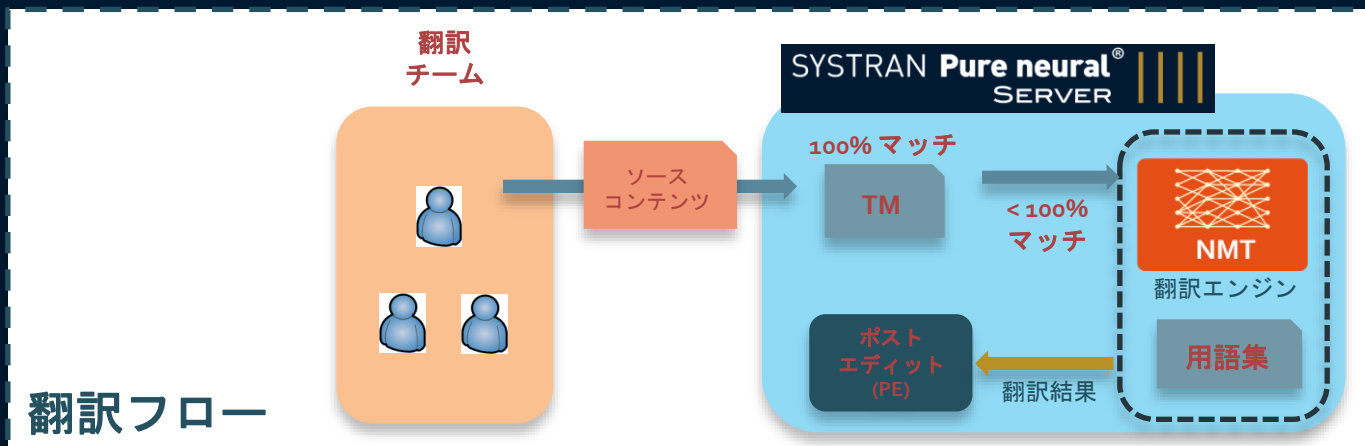 翻訳
チーム
SYSTRAN Pure neural®
SERVER
100% マッチ
ソース
コンテンツ
TM
< 100%
マッチ
NMT
翻訳エンジン
ポスト
エディット
(PE)
翻訳結果
用語集
翻訳フロー